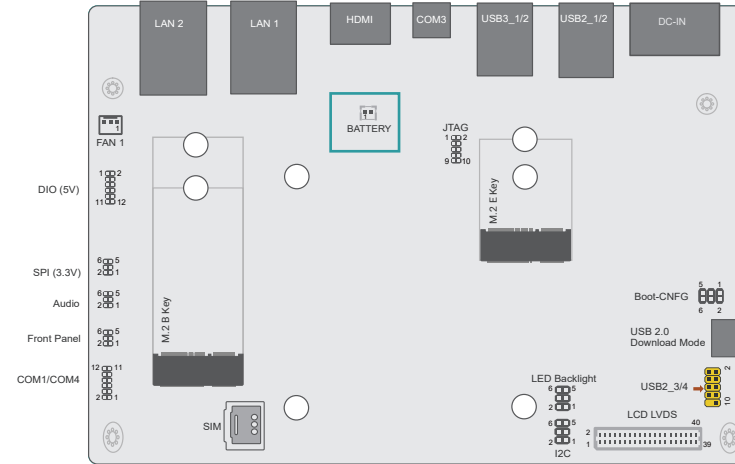 LAN 2
LAN 1
HDMI
COM3
USB3_1/2
USB2_1/2
DC-IN
1
BATTERY
1
FAN 1
JTAG
1 2
9 10
DIO (5V)
1 2
11 12
M.2 E Key
SPI (3.3V)
6 5
2 1
Audio
6 5
2 1
Front Panel
6 5
2 1
COM1/COM4
12 11
2 1
M.2 B Key
SIM
Boot-CNFG
5 1
6 2
USB 2.0
Download Mode
USB2_3/4
2
10
LED Backlight
6 5
2 1
6 5
2 1
I2C
LCD LVDS
2 40
1 39